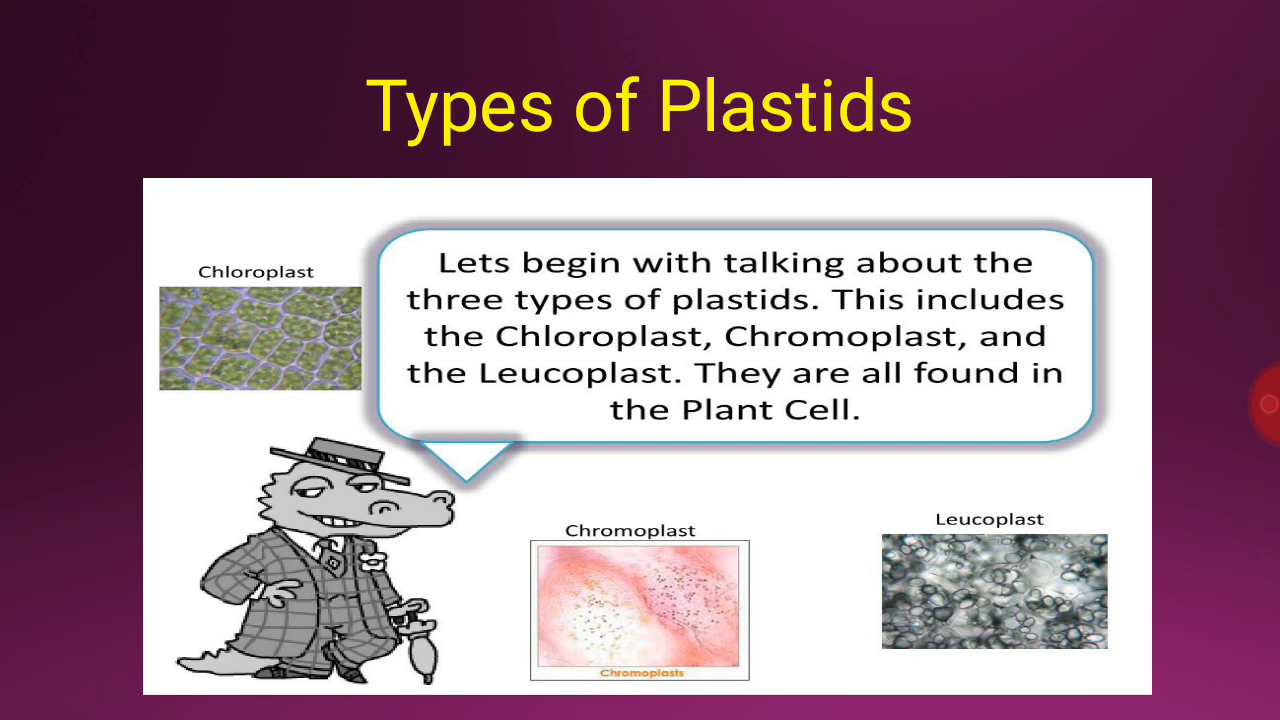 Types of Plastids
Chloroplast
Lets begin with talking about the
three types of plastids. This includes
the Chloroplast, Chromoplast, and
the Leucoplast. They are all found in
the Plant Cell.
Chromoplast
Chromoplasts
Leucoplast